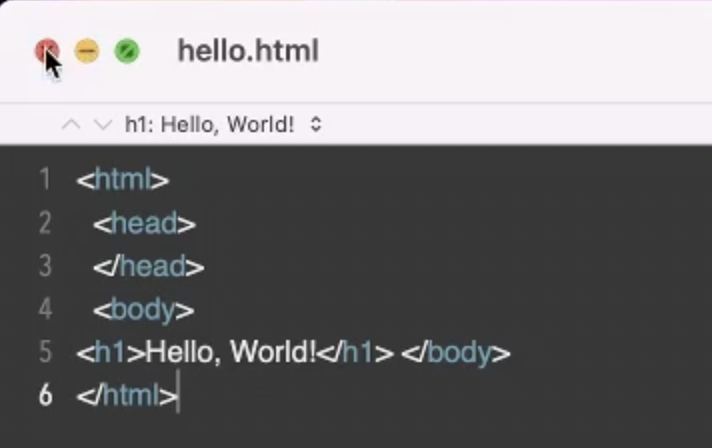 hello.html
h1: Hello, World!
1 <html>
2 <head>
3 </head>
4 <body>
5 <h1>Hello, World!</h1> </body>
6 </html>